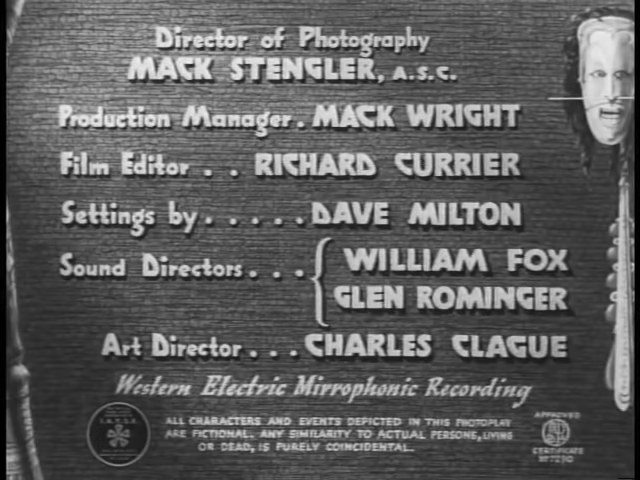 Director of Photography
MACK STENGLER, A.S.C.
Production Manager. MACK WRIGHT
Film Editor . . RICHARD CURRIER
Settings by . . . . . DAVE MILTON
Sound Directors. . . WILLIAM FOX
GLEN ROMINGER
Art Director . . . CHARLES CLAGUE
Western Electric Mirrophonic Recording
I.A.T.S.E.
ALL CHARACTERS AND EVENTS DEPICTED IN THIS PHOTOPLAY
ARE FICTIONAL. ANY SIMILARITY TO ACTUAL PERSONS, LIVING
OR DEAD, IS PURELY COINCIDENTAL.
APPROVED
CERTIFICATE